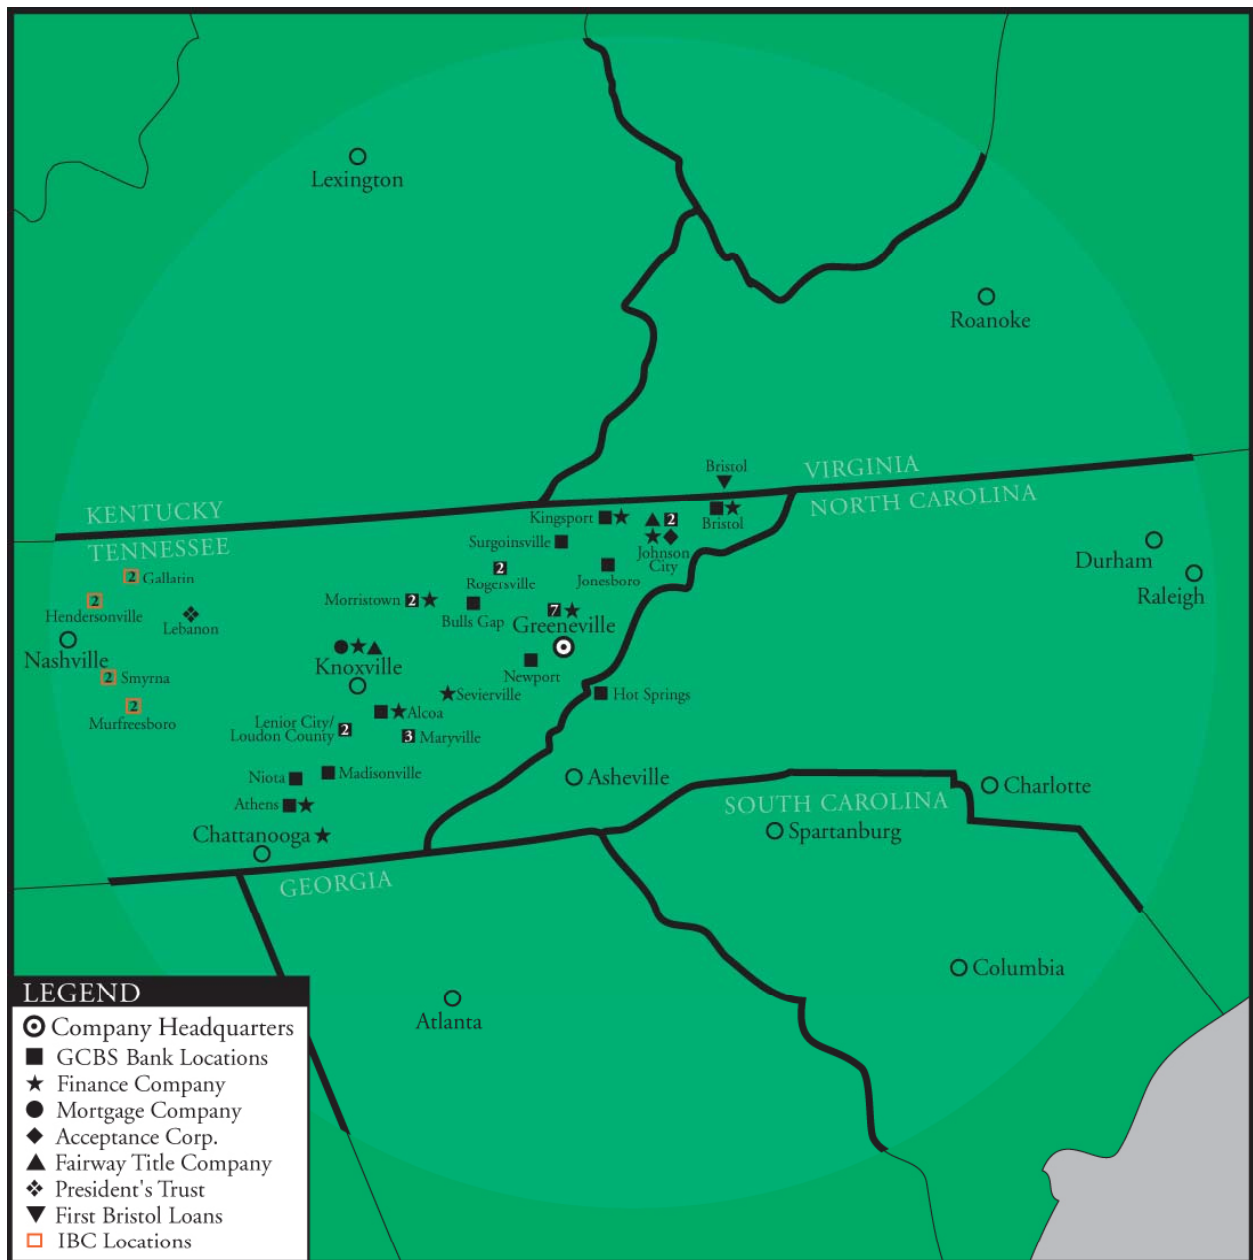 Lexington
Roanoke
Bristol
VIRGINIA
KENTUCKY
NORTH CAROLINA
TENNESSEE
Kingsport
2
Bristol
Surgoinsville
Johnson
City
Durham
2
Gallatin
2
Rogersville
Jonesboro
Raleigh
2
Hendersonville
Morristown
2
Bulls Gap
7
Greeneville
Lebanon
Nashville
Knoxville
Newport
2
Smyrna
Sevierville
Hot Springs
2
Murfreesboro
Alcoa
Lenior City/
Loudon County
2
3
Maryville
Niota
Madisonville
Asheville
Charlotte
Athens
SOUTH CAROLINA
Chattanooga
Spartanburg
GEORGIA
Columbia
Atlanta
LEGEND
Company Headquarters
GCBS Bank Locations
Finance Company
Mortgage Company
Acceptance Corp.
Fairway Title Company
President's Trust
First Bristol Loans
IBC Locations